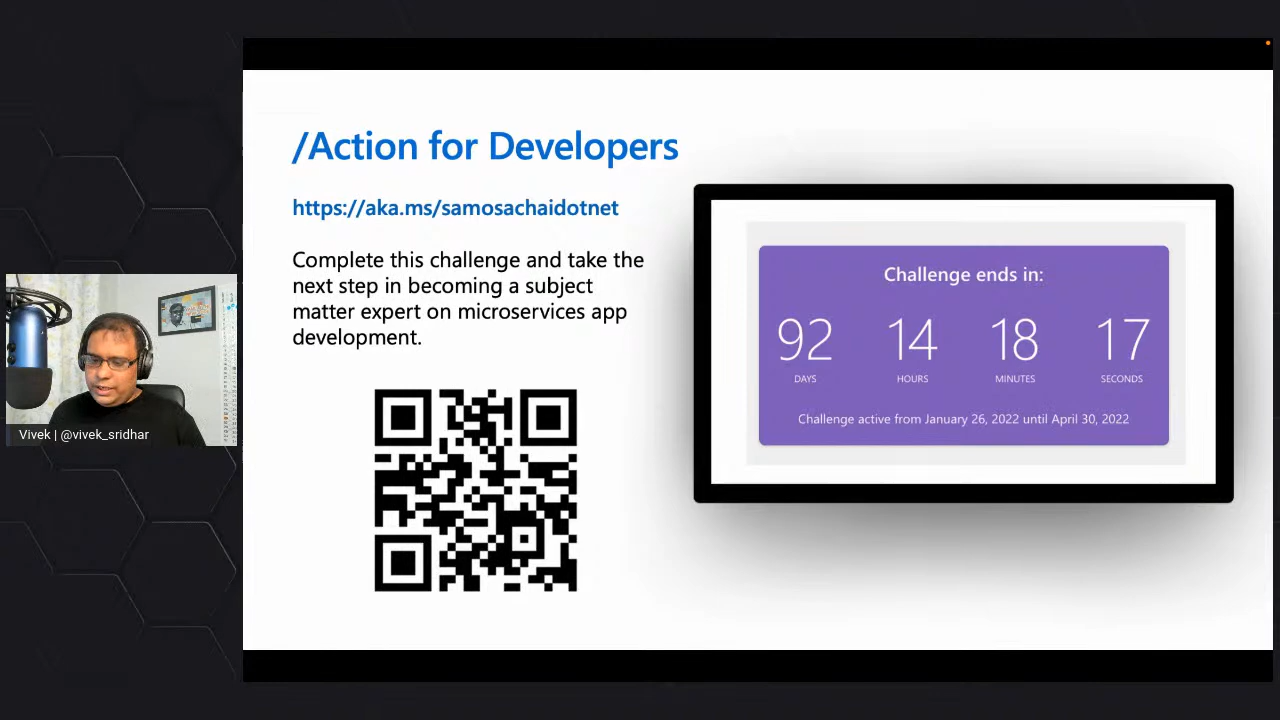 /Action for Developers
https://aka.ms/samosachaidotnet
Complete this challenge and take the
next step in becoming a subject
matter expert on microservices app
development.
Challenge ends in:
92 14 18 17
DAYS HOURS MINUTES SECONDS
Challenge active from January 26, 2022 until April 30, 2022
Vivek | @vivek_sridhar